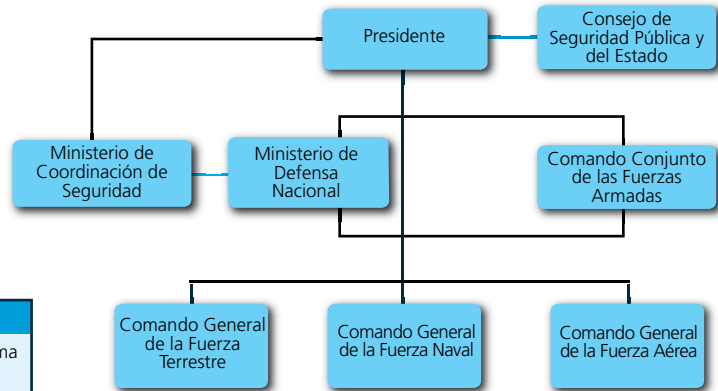 Presidente
Consejo de
Seguridad Pública y
del Estado
Ministerio de
Coordinación de
Seguridad
Ministerio de
Defensa
Nacional
Comando Conjunto
de las Fuerzas
Armadas
Comando General
de la Fuerza
Terrestre
Comando General
de la Fuerza Naval
Comando General
de la Fuerza Aérea